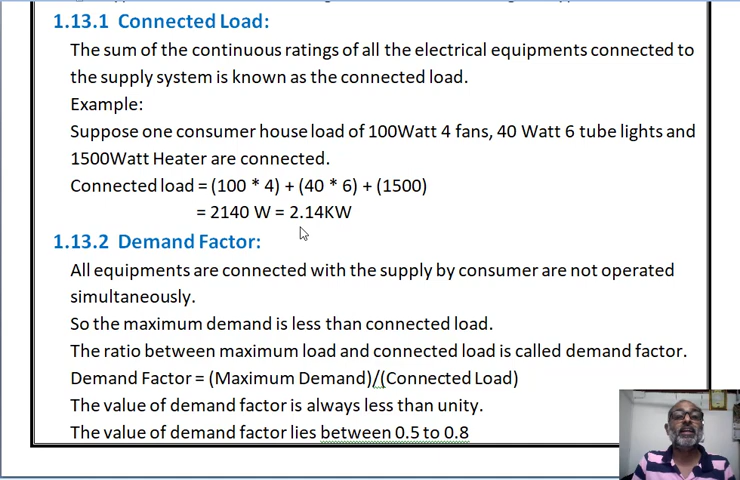 1.13.1 Connected Load:
The sum of the continuous ratings of all the electrical equipments connected to
the supply system is known as the connected load.
Example:
Suppose one consumer house load of 100Watt 4 fans, 40 Watt 6 tube lights and
1500Watt Heater are connected.
Connected load = (100 * 4) + (40 * 6) + (1500)
= 2140 W = 2.14KW
1.13.2 Demand Factor:
All equipments are connected with the supply by consumer are not operated
simultaneously.
So the maximum demand is less than connected load.
The ratio between maximum load and connected load is called demand factor.
Demand Factor = (Maximum Demand)/(Connected Load)
The value of demand factor is always less than unity.
The value of demand factor lies between 0.5 to 0.8